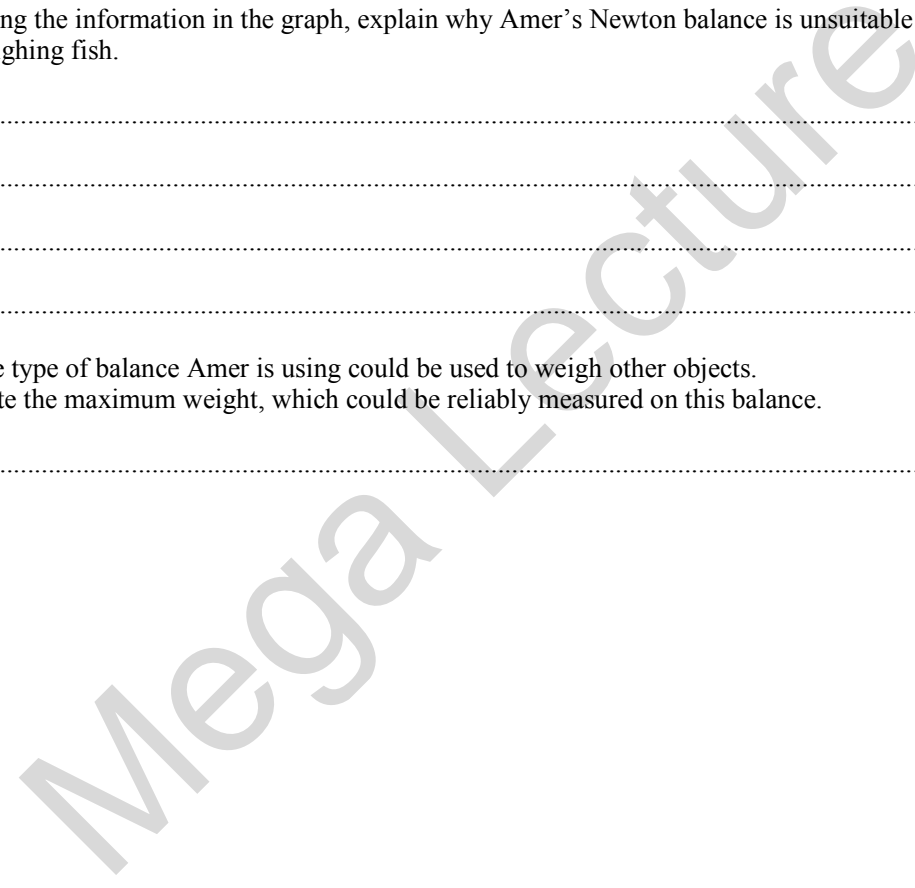 ng the information in the graph, explain why Amer’s Newton balance is unsuitable
ghing fish.
................................................................................
................................................................................
................................................................................
................................................................................
e type of balance Amer is using could be used to weigh other objects.
te the maximum weight, which could be reliably measured on this balance.
................................................................................
Mega Lecture